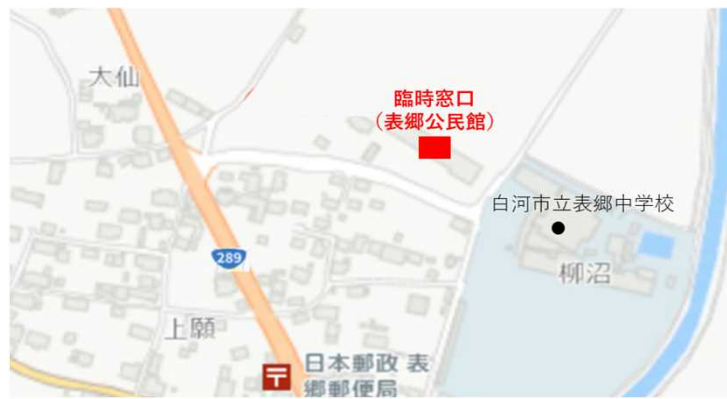 大仙
臨時窓口
（表郷公民館）
白河市立表郷中学校
289
柳沼
上願
〒
日本郵政 表
郷郵便局